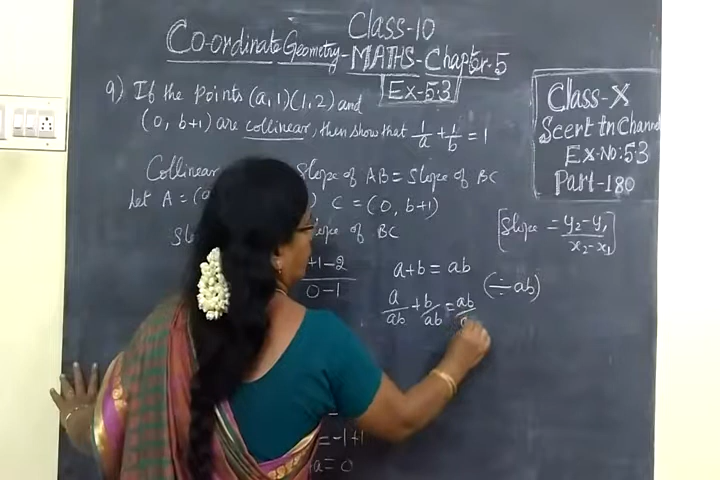 Class-10
Co-ordinate Geometry-MATHS-Chapter-5
Ex-5.3
9) If the points (a, 1) (1, 2) and
(0, b+1) are collinear, then show that 1/a + 1/b = 1
Collinear Slope of AB = Slope of BC
Let A = ( C = (0, b+1)
Slope of BC
[Slope = y₂-y₁/x₂-x₁]
+1-2/0-1
a+b = ab
a/ab + b/ab = ab/ (÷ab)
= -1+1
= 0
Class-X
Scert tn Channel
Ex-No:5.3
Part-180